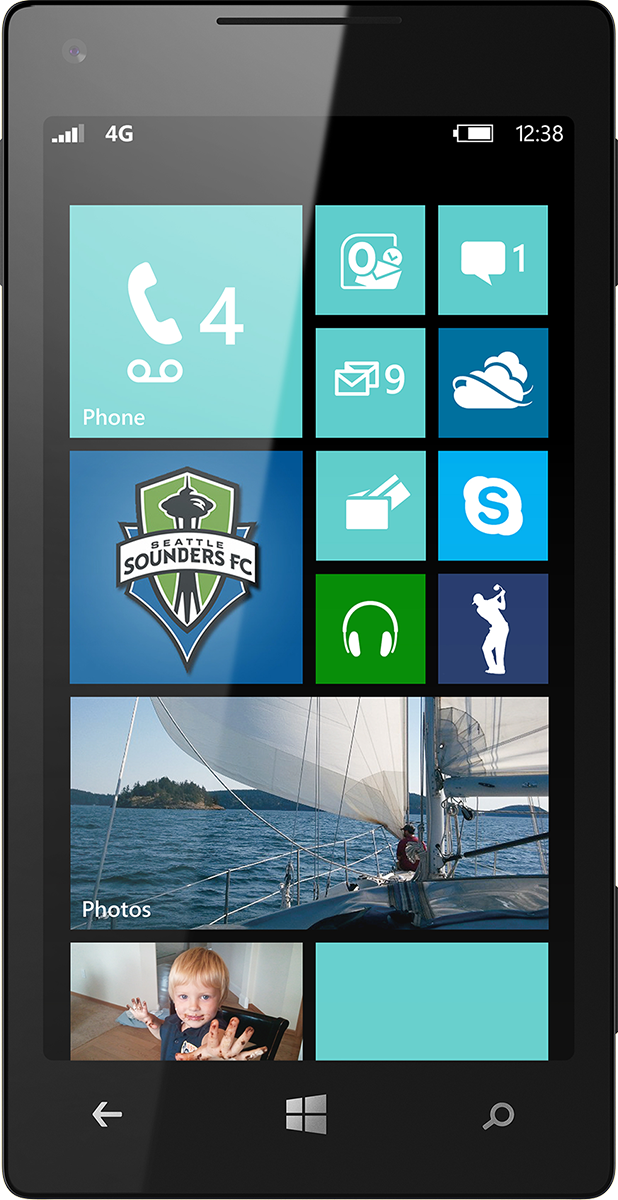 4G
12:38
4
O
1
Phone
9
SEATTLE
SOUNDERS FC
S
Photos